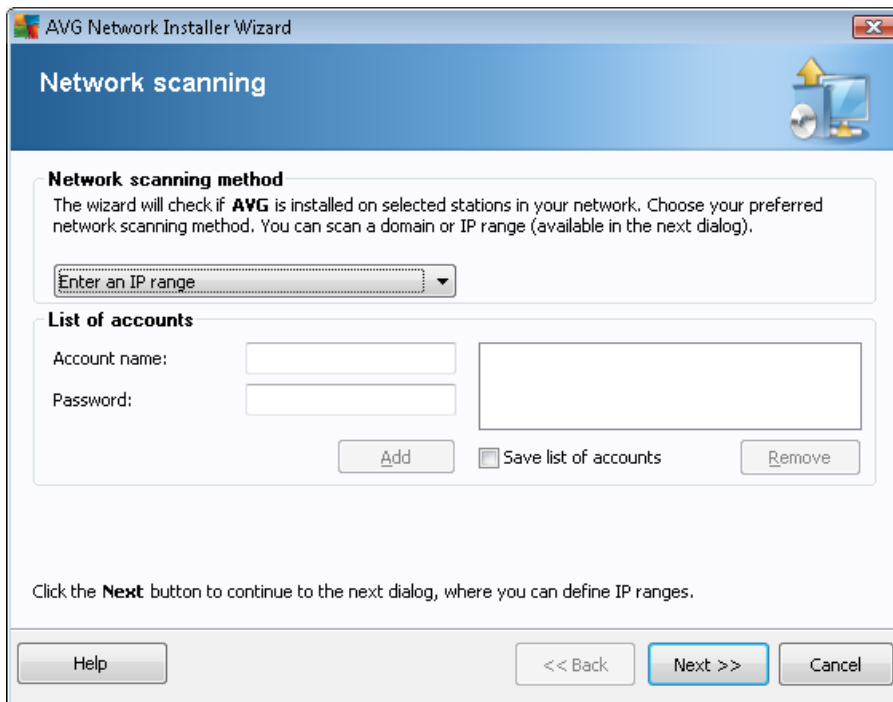 AVG Network Installer Wizard
Network scanning
Network scanning method
The wizard will check if AVG is installed on selected stations in your network. Choose your preferred
network scanning method. You can scan a domain or IP range (available in the next dialog).
Enter an IP range
List of accounts
Account name:
Password:
Add
Save list of accounts
Remove
Click the Next button to continue to the next dialog, where you can define IP ranges.
Help
<< Back
Next >>
Cancel